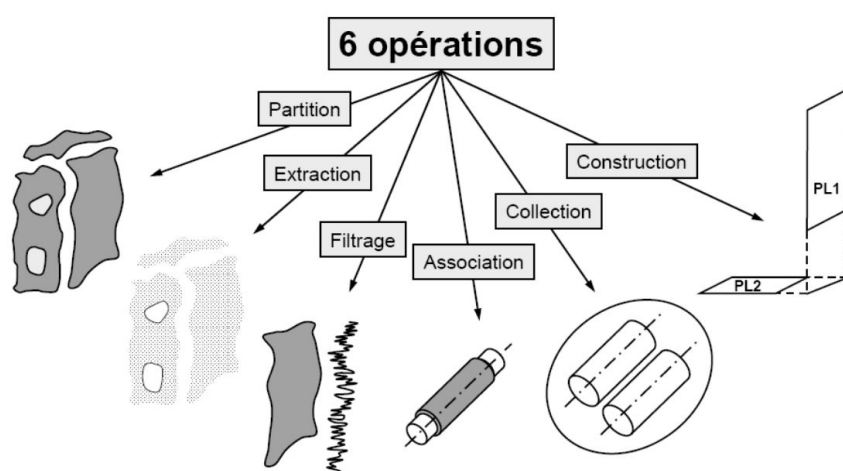 6 opérations
Partition
Extraction
Filtrage
Association
Collection
Construction
PL1
PL2